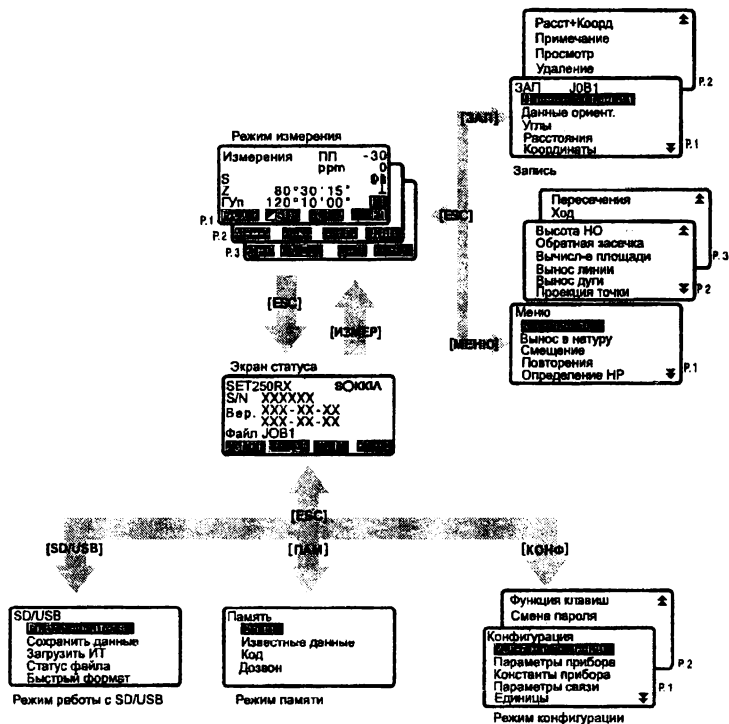 Расст+Коорд
Примечание
Просмотр
Удаление
P.2
ЗАП JOB1
Данные ориент.
Углы
Расстояния
Координаты
P.1
Запись
[ЗАП]
[ESC]
[МЕНЮ]
Режим измерения
Измерения ПП -30
ppm 0
S
Z 80°30'15"
ГУп 120°10'00"
P.1
P.2
P.3
Пересечения
Ход
P.3
Высота НО
Обратная засечка
Вычисл-е площади
Вынос линии
Вынос дуги
Проекция точки
P 2
Меню
Вынос в натуру
Смещение
Повторения
Определение НР
P.1
[ESC]
[ИЗМЕР]
Экран статуса
SET250RX SOKKIA
S/N XXXXXX
Вер. XXX-XX-XX
XXX-XX-XX
Файл JOB1
[ESC]
[SD/USB]
[ПАМ]
[КОНФ]
SD/USB
Сохранить данные
Загрузить ИТ
Статус файла
Быстрый формат
Режим работы с SD/USB
Память
Известные данные
Код
Дозвон
Режим памяти
Функция клавиш
Смена пароля
P 2
Конфигурация
Параметры прибора
Константы прибора
Параметры связи
Единицы
P 1
Режим конфигурации